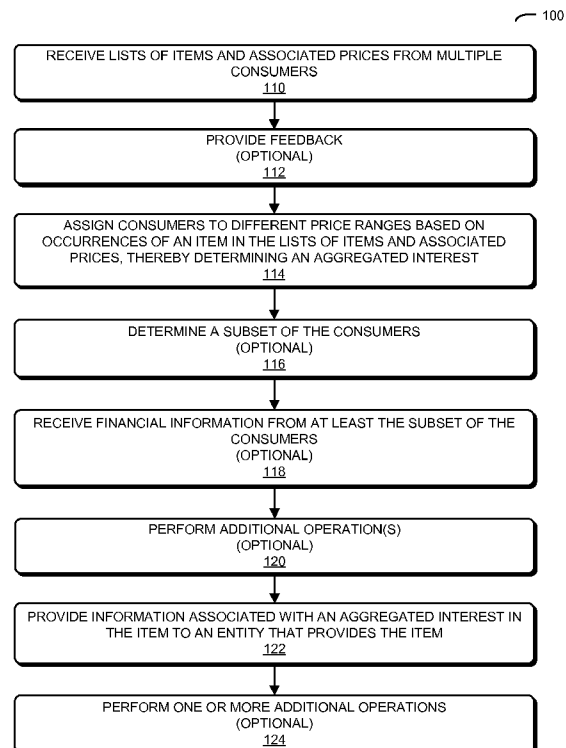 100
RECEIVE LISTS OF ITEMS AND ASSOCIATED PRICES FROM MULTIPLE
CONSUMERS
110
PROVIDE FEEDBACK
(OPTIONAL)
112
ASSIGN CONSUMERS TO DIFFERENT PRICE RANGES BASED ON
OCCURRENCES OF AN ITEM IN THE LISTS OF ITEMS AND ASSOCIATED
PRICES, THEREBY DETERMINING AN AGGREGATED INTEREST
114
DETERMINE A SUBSET OF THE CONSUMERS
(OPTIONAL)
116
RECEIVE FINANCIAL INFORMATION FROM AT LEAST THE SUBSET OF THE
CONSUMERS
(OPTIONAL)
118
PERFORM ADDITIONAL OPERATION(S)
(OPTIONAL)
120
PROVIDE INFORMATION ASSOCIATED WITH AN AGGREGATED INTEREST IN
THE ITEM TO AN ENTITY THAT PROVIDES THE ITEM
122
PERFORM ONE OR MORE ADDITIONAL OPERATIONS
(OPTIONAL)
124